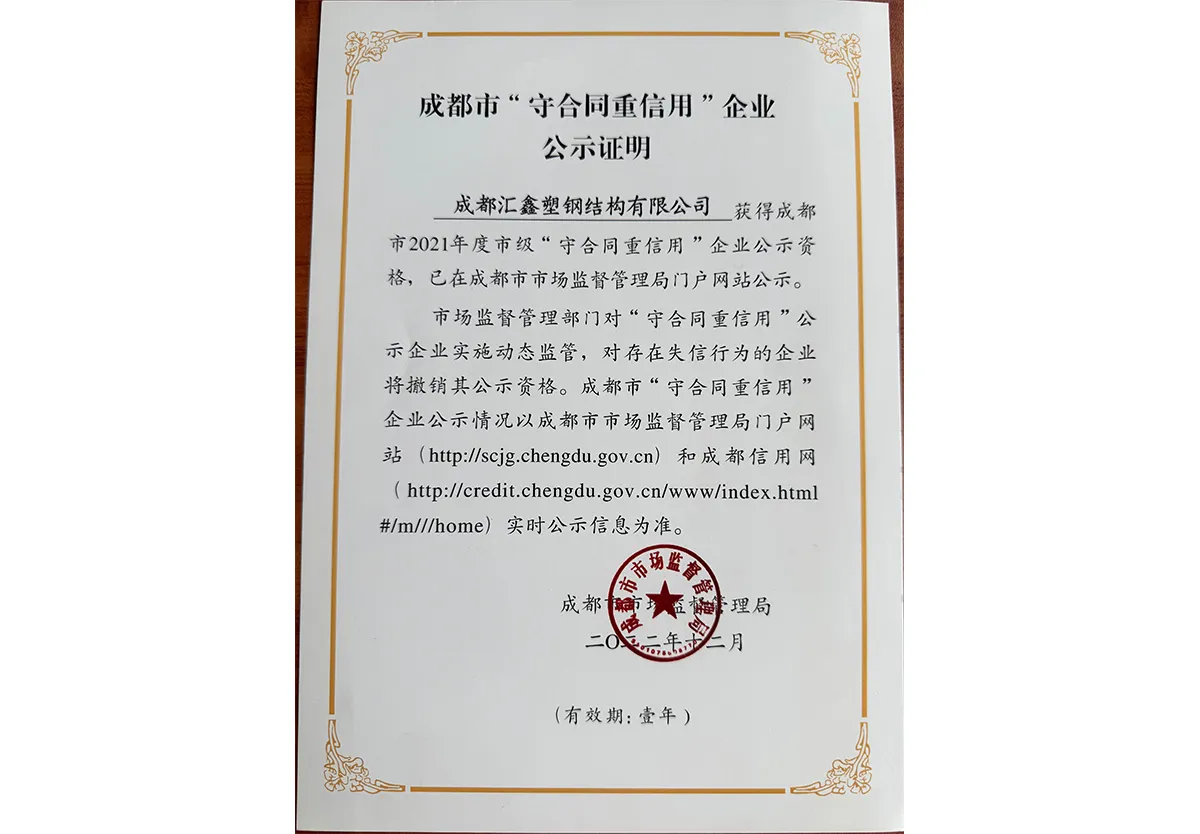 成都市“守合同重信用”企业
公示证明
成都汇鑫塑钢结构有限公司 获得成都
市2021年度市级“守合同重信用”企业公示资
格，已在成都市市场监督管理局门户网站公示。
市场监督管理部门对“守合同重信用”公
示企业实施动态监管，对存在失信行为的企业
将撤销其公示资格。成都市“守合同重信用”
企业公示情况以成都市市场监督管理局门户网
站（http://scjg.chengdu.gov.cn）和成都信用网
（http://credit.chengdu.gov.cn/www/index.html
#/m///home）实时公示信息为准。
成都市市场监督管理局
成都市市场监督管理局
二〇二二年十二月
（有效期：壹年）